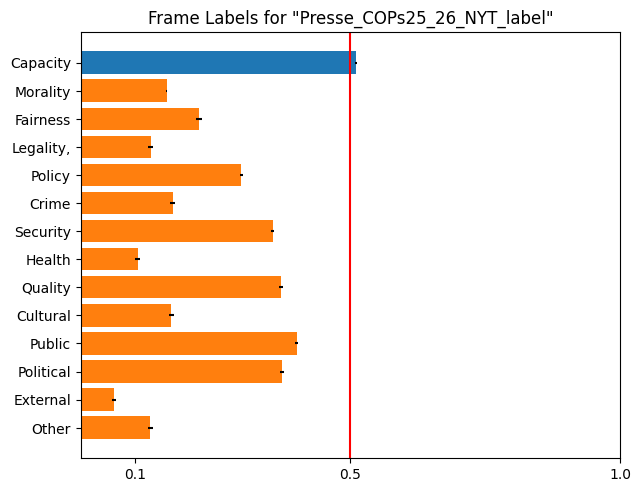 Frame Labels for "Presse_COPs25_26_NYT_label"
Capacity
Morality
Fairness
Legality,
Policy
Crime
Security
Health
Quality
Cultural
Public
Political
External
Other
0.1 0.5 1.0